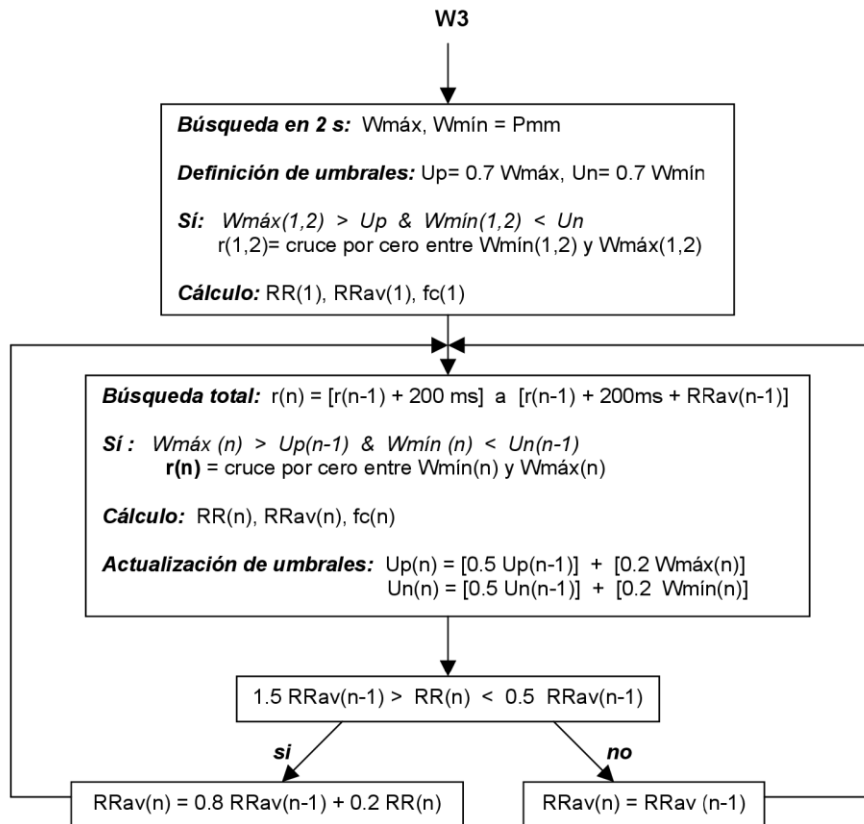 W3
Búsqueda en 2 s: Wmáx, Wmín = Pmm
Definición de umbrales: Up= 0.7 Wmáx, Un= 0.7 Wmín
Sí: Wmáx(1,2) > Up & Wmín(1,2) < Un
r(1,2)= cruce por cero entre Wmín(1,2) y Wmáx(1,2)
Cálculo: RR(1), RRav(1), fc(1)
Búsqueda total: r(n) = [r(n-1) + 200 ms] a [r(n-1) + 200ms + RRav(n-1)]
Sí : Wmáx (n) > Up(n-1) & Wmín (n) < Un(n-1)
r(n) = cruce por cero entre Wmín(n) y Wmáx(n)
Cálculo: RR(n), RRav(n), fc(n)
Actualización de umbrales: Up(n) = [0.5 Up(n-1)] + [0.2 Wmáx(n)]
Un(n) = [0.5 Un(n-1)] + [0.2 Wmín(n)]
1.5 RRav(n-1) > RR(n) < 0.5 RRav(n-1)
si
no
RRav(n) = 0.8 RRav(n-1) + 0.2 RR(n)
RRav(n) = RRav (n-1)